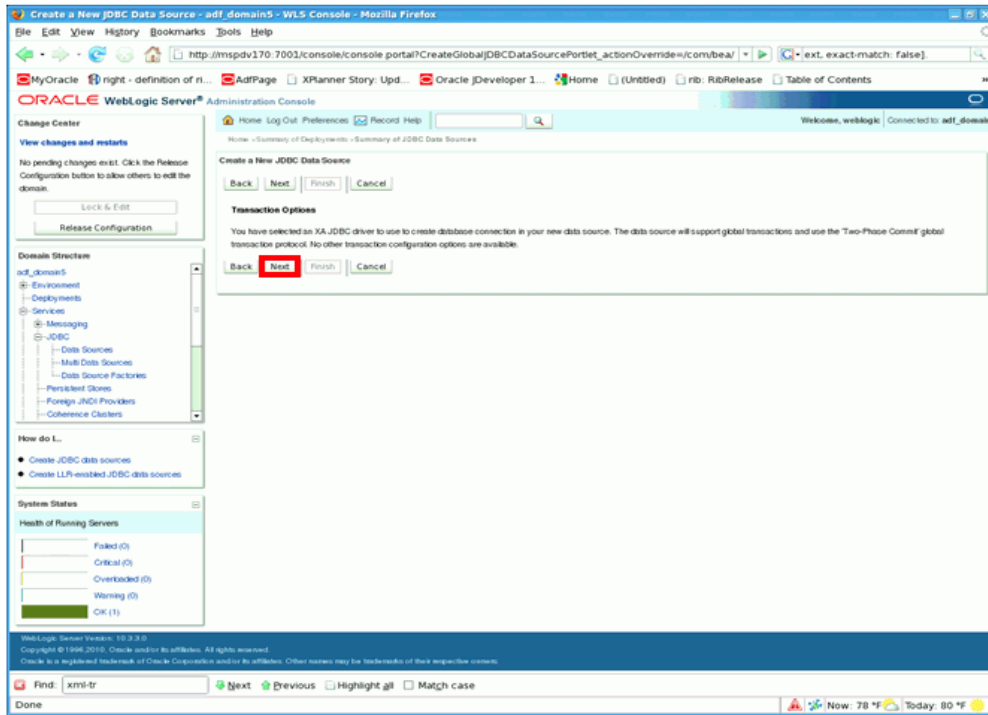 Create a New JDBC Data Source - adf_domain5 - WLS Console - Mozilla Firefox
File Edit View History Bookmarks Tools Help
http://mspdv170:7001/console/console.portal?CreateGlobalJDBCDataSourcePortlet_actionOverride=/com/bea/
ext, exact-match: false].
MyOracle right - definition of ri... AdfPage XPlanner Story: Upd... Oracle JDeveloper 1... Home (Untitled) rib: RibRelease Table of Contents
ORACLE WebLogic Server® Administration Console
Change Center
View changes and restarts
No pending changes exist. Click the Release
Configuration button to allow others to edit the
domain.
Lock & Edit
Release Configuration
Domain Structure
adf_domain5
Environment
Deployments
Services
Messaging
JDBC
Data Sources
Multi Data Sources
Data Source Factories
Persistent Stores
Foreign JNDI Providers
Coherence Clusters
How do I...
Create JDBC data sources
Create LLR-enabled JDBC data sources
System Status
Health of Running Servers
Failed (0)
Critical (0)
Overloaded (0)
Warning (0)
OK (1)
Home Log Out Preferences Record Help
Welcome, weblogic Connected to: adf_domain
Home >Summary of Deployments >Summary of JDBC Data Sources
Create a New JDBC Data Source
Back Next Finish Cancel
Transaction Options
You have selected an XA JDBC driver to use to create database connection in your new data source. The data source will support global transactions and use the 'Two-Phase Commit' global
transaction protocol. No other transaction configuration options are available.
Back Next Finish Cancel
WebLogic Server Version: 10.3.3.0
Copyright © 1996,2010, Oracle and/or its affiliates. All rights reserved.
Oracle is a registered trademark of Oracle Corporation and/or its affiliates. Other names may be trademarks of their respective owners.
Find: xml-tr Next Previous Highlight all Match case
Done
Now: 78 °F Today: 80 °F